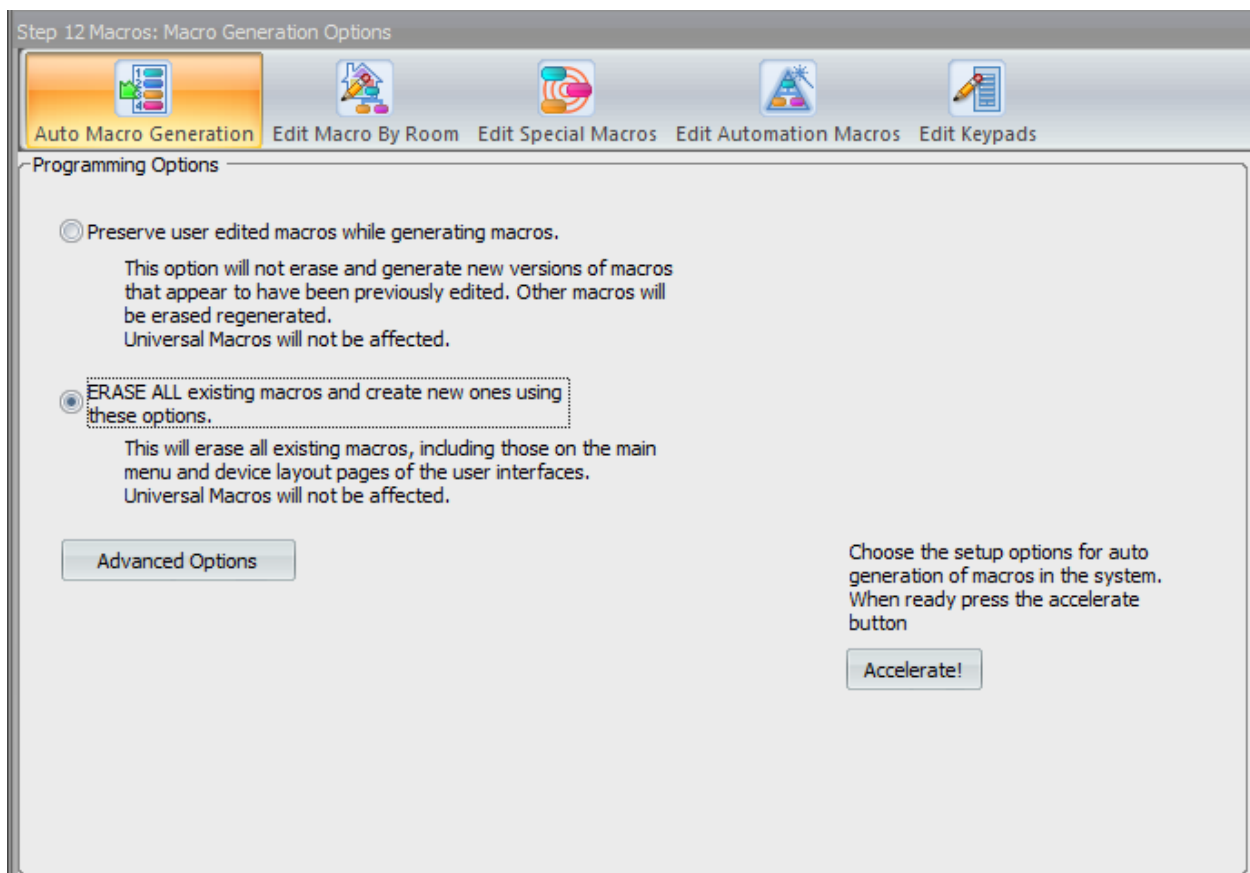 Step 12 Macros: Macro Generation Options
Auto Macro Generation Edit Macro By Room Edit Special Macros Edit Automation Macros Edit Keypads
Programming Options
Preserve user edited macros while generating macros.
This option will not erase and generate new versions of macros
that appear to have been previously edited. Other macros will
be erased regenerated.
Universal Macros will not be affected.
ERASE ALL existing macros and create new ones using
these options.
This will erase all existing macros, including those on the main
menu and device layout pages of the user interfaces.
Universal Macros will not be affected.
Advanced Options
Choose the setup options for auto
generation of macros in the system.
When ready press the accelerate
button
Accelerate!